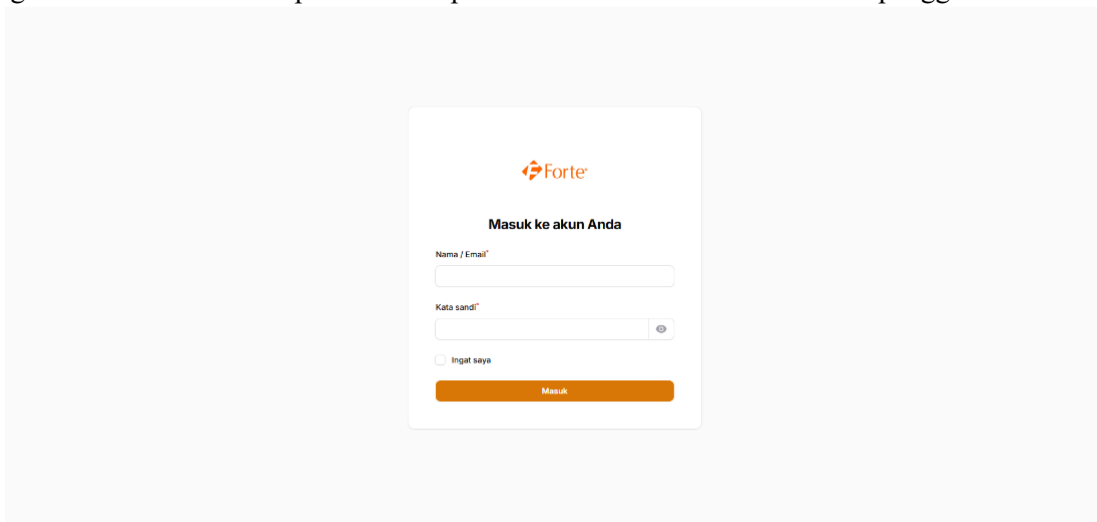 Forte
Masuk ke akun Anda
Nama / Email*
Kata sandi*
Ingat saya
Masuk